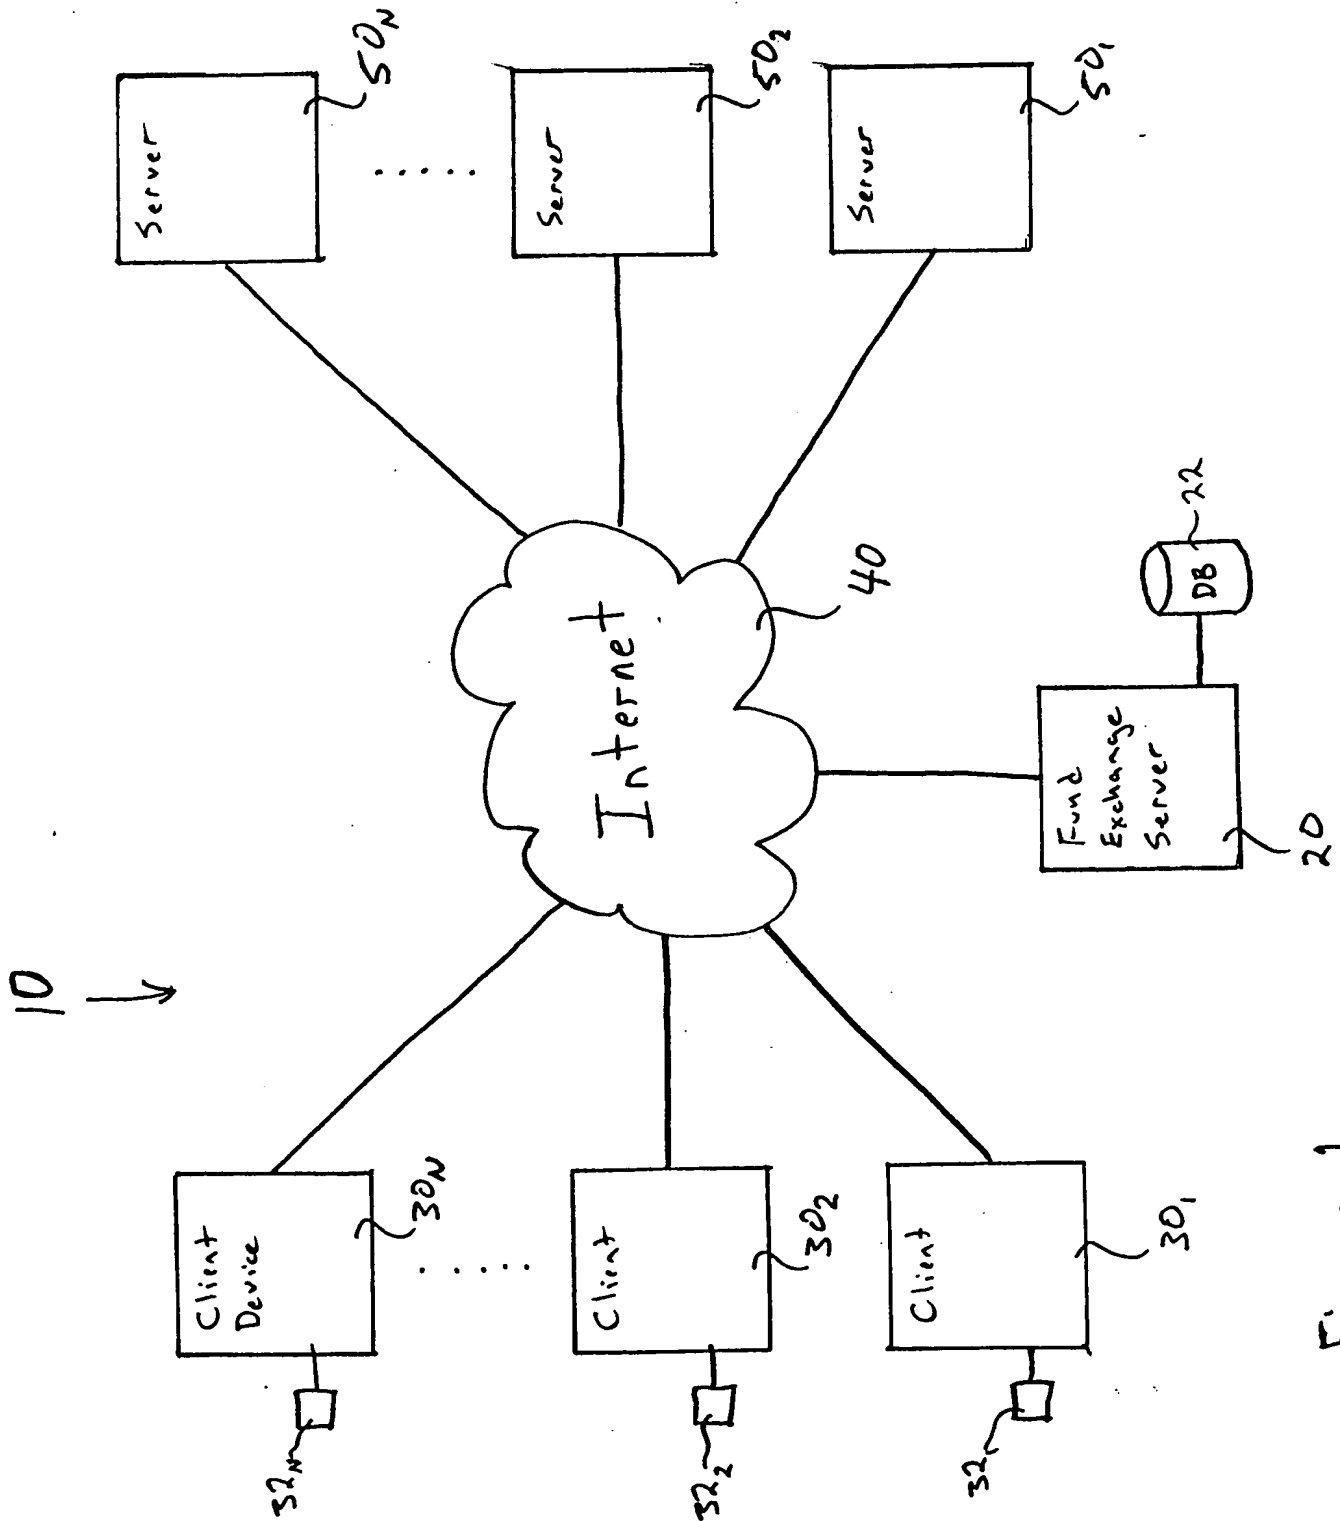 10
Server
50N
Client
Device
30N
32N
.....
.....
Server
502
Internet
Client
302
322
40
Server
501
Client
301
321
Fund
Exchange
Server
20
DB
22